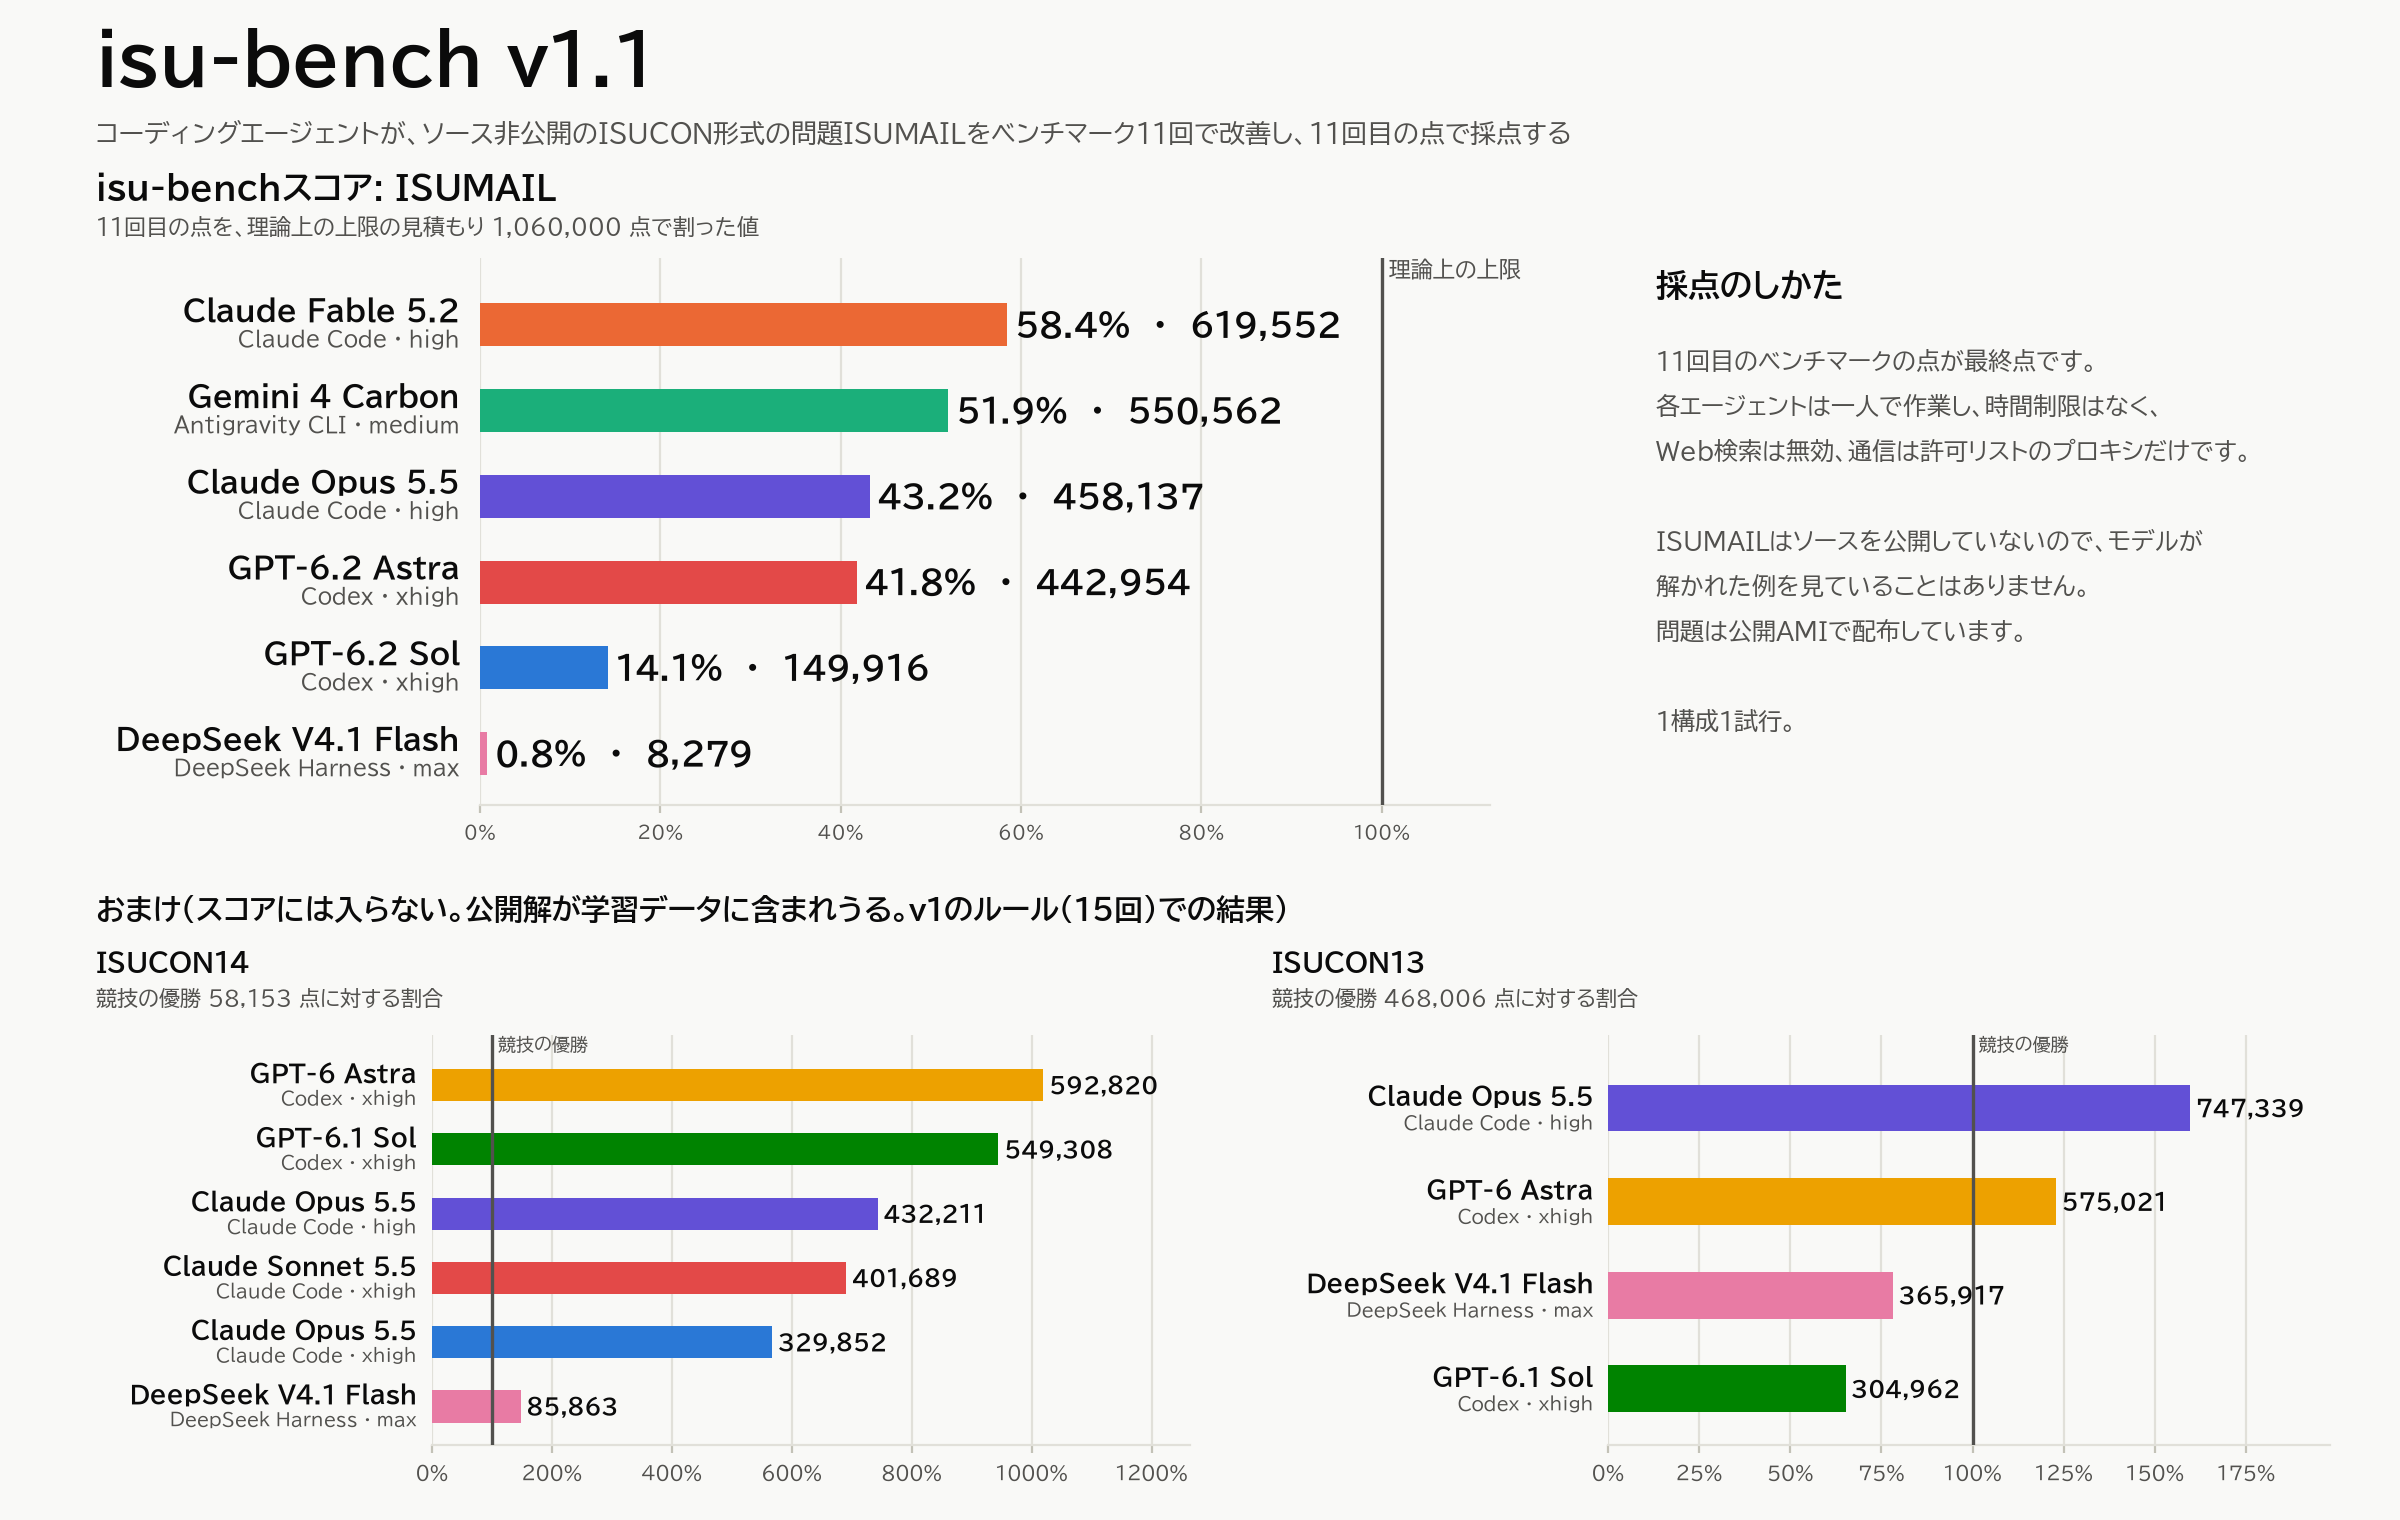 isu-bench v1.1
コーディングエージェントが、ソース非公開のISUCON形式の問題ISUMAILをベンチマーク11回で改善し、11回目の点で採点する
isu-benchスコア: ISUMAIL
11回目の点を、理論上の上限の見積もり 1,060,000 点で割った値
理論上の上限
Claude Fable 5.2
Claude Code・high
58.4% ・ 619,552
Gemini 4 Carbon
Antigravity CLI・medium
51.9% ・ 550,562
Claude Opus 5.5
Claude Code・high
43.2% ・ 458,137
GPT-6.2 Astra
Codex・xhigh
41.8% ・ 442,954
GPT-6.2 Sol
Codex・xhigh
14.1% ・ 149,916
DeepSeek V4.1 Flash
DeepSeek Harness・max
0.8% ・ 8,279
0% 20% 40% 60% 80% 100%
採点のしかた
11回目のベンチマークの点が最終点です。
各エージェントは一人で作業し、時間制限はなく、
Web検索は無効、通信は許可リストのプロキシだけです。
ISUMAILはソースを公開していないので、モデルが
解かれた例を見ていることはありません。
問題は公開AMIで配布しています。
1構成1試行。
おまけ（スコアには入らない。公開解が学習データに含まれうる。v1のルール（15回）での結果）
ISUCON14
競技の優勝 58,153 点に対する割合
競技の優勝
GPT-6 Astra
Codex・xhigh
592,820
GPT-6.1 Sol
Codex・xhigh
549,308
Claude Opus 5.5
Claude Code・high
432,211
Claude Sonnet 5.5
Claude Code・xhigh
401,689
Claude Opus 5.5
Claude Code・xhigh
329,852
DeepSeek V4.1 Flash
DeepSeek Harness・max
85,863
0% 200% 400% 600% 800% 1000% 1200%
ISUCON13
競技の優勝 468,006 点に対する割合
競技の優勝
Claude Opus 5.5
Claude Code・high
747,339
GPT-6 Astra
Codex・xhigh
575,021
DeepSeek V4.1 Flash
DeepSeek Harness・max
365,917
GPT-6.1 Sol
Codex・xhigh
304,962
0% 25% 50% 75% 100% 125% 150% 175%